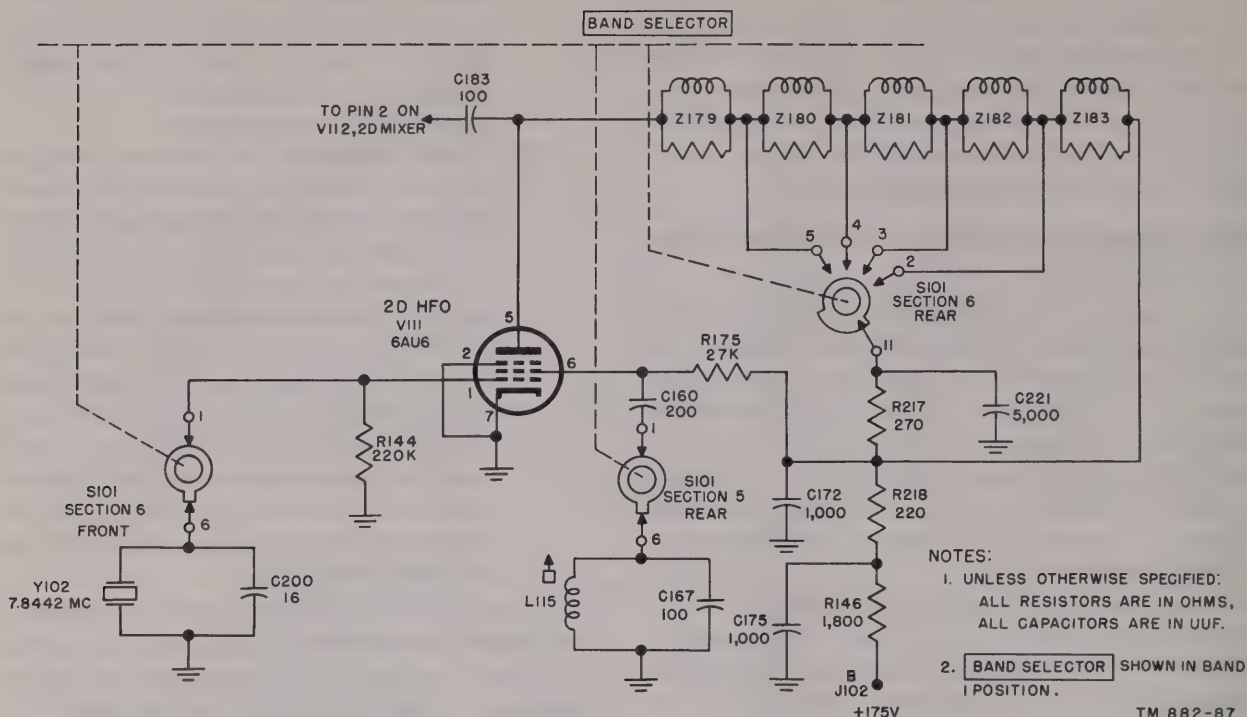 BAND SELECTOR
C183
100
TO PIN 2 ON
V112, 2D MIXER
Z179
Z180
Z181
Z182
Z183
5
4
3
2
S101
SECTION 6
REAR
11
2D HFO
V111
6AU6
5
2
1
6
7
R175
27K
C160
200
1
R217
270
C221
5,000
1
R144
220K
S101
SECTION 6
FRONT
6
S101
SECTION 5
REAR
6
C172
1,000
R218
220
Y102
7.8442 MC
C200
16
L115
C167
100
C175
1,000
R146
1,800
B
J102
+175V
NOTES:
1. UNLESS OTHERWISE SPECIFIED:
ALL RESISTORS ARE IN OHMS,
ALL CAPACITORS ARE IN UUF.
2. BAND SELECTOR SHOWN IN BAND
1 POSITION.
TM 882-87